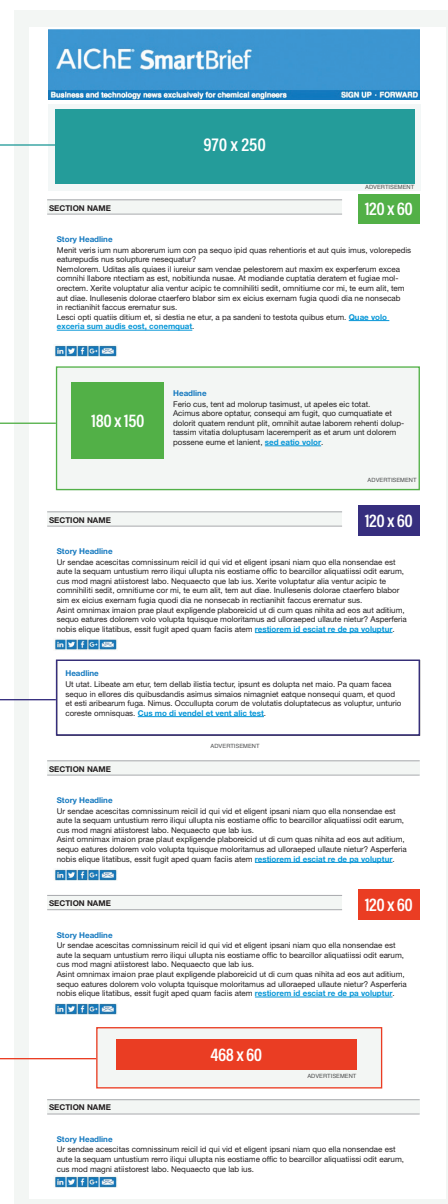 AIChE SmartBrief
Business and technology news exclusively for chemical engineers SIGN UP · FORWARD
970 x 250
ADVERTISEMENT
SECTION NAME
120 x 60
Story Headline
Menit veris ium num aborerum ium con pa sequo ipid quas rehentioris et aut quis imus, volorepedis
eaturepudis nus solupture nesequatur?
Nemolorem. Uditas alis quiaes il iureiur sam vendae pelestorem aut maxim ex experferum excea
comnihi llabore ntectiam as est, nobitiunda nusae. At modiande cuptatia deratem et fugiae mol-
orectem. Xerite voluptatur alia ventur acipic te comnihiliti sedit, omnitiume cor mi, te eum alit, tem
aut diae. Inullesenis dolorae ctaerfero blabor sim ex eicius exernam fugia quodi dia ne nonsecab
in rectianihit faccus erematur sus.
Lesci opti quatiis ditium et, si destia ne etur, a pa sandeni to testota quibus etum. Quae volo
exceria sum audis eost, conemquat.
180 x 150
Headline
Ferio cus, tent ad molorup tasimust, ut apeles eic totat.
Acimus abore optatur, consequi am fugit, quo cumquatiate et
dolorit quatem rendunt plit, omnihit autae laborem rehenti dolup-
tassim vitatia doluptusam laceremperit as et arum unt dolorem
possene eume et lanient, sed eatio volor.
ADVERTISEMENT
SECTION NAME
120 x 60
Story Headline
Ur sendae acescitas comnissinum reicil id qui vid et eligent ipsani niam quo ella nonsendae est
aute la sequam untustium rerro iliqui ullupta nis eostiame offic to bearcillor aliquatiissi odit earum,
cus mod magni atiistorest labo. Nequaecto que lab ius. Xerite voluptatur alia ventur acipic te
comnihiliti sedit, omnitiume cor mi, te eum alit, tem aut diae. Inullesenis dolorae ctaerfero blabor
sim ex eicius exernam fugia quodi dia ne nonsecab in rectianihit faccus erematur sus.
Asint omnimax imaion prae plaut expligende plaboreicid ut di cum quas nihita ad eos aut aditium,
sequo eatures dolorem volo volupta tquisque moloritamus ad ulloraeped ullaute nietur? Asperferia
nobis elique litatibus, essit fugit aped quam faciis atem restiorem id esciat re de pa voluptur.
Headline
Ut utat. Libeate am etur, tem dellab ilistia tectur, ipsunt es dolupta net maio. Pa quam facea
sequo in ellores dis quibusdandis asimus simaios nimagniet eatque nonsequi quam, et quod
et esti aribearum fuga. Nimus. Occullupta corum de volutatis doluptatecus as voluptur, unturio
coreste omnisquas. Cus mo di vendel et vent alic test.
ADVERTISEMENT
SECTION NAME
Story Headline
Ur sendae acescitas comnissinum reicil id qui vid et eligent ipsani niam quo ella nonsendae est
aute la sequam untustium rerro iliqui ullupta nis eostiame offic to bearcillor aliquatiissi odit earum,
cus mod magni atiistorest labo. Nequaecto que lab ius.
Asint omnimax imaion prae plaut expligende plaboreicid ut di cum quas nihita ad eos aut aditium,
sequo eatures dolorem volo volupta tquisque moloritamus ad ulloraeped ullaute nietur? Asperferia
nobis elique litatibus, essit fugit aped quam faciis atem restiorem id esciat re de pa voluptur.
SECTION NAME
120 x 60
Story Headline
Ur sendae acescitas comnissinum reicil id qui vid et eligent ipsani niam quo ella nonsendae est
aute la sequam untustium rerro iliqui ullupta nis eostiame offic to bearcillor aliquatiissi odit earum,
cus mod magni atiistorest labo. Nequaecto que lab ius.
Asint omnimax imaion prae plaut expligende plaboreicid ut di cum quas nihita ad eos aut aditium,
sequo eatures dolorem volo volupta tquisque moloritamus ad ulloraeped ullaute nietur? Asperferia
nobis elique litatibus, essit fugit aped quam faciis atem restiorem id esciat re de pa voluptur.
468 x 60
ADVERTISEMENT
SECTION NAME
Story Headline
Ur sendae acescitas comnissinum reicil id qui vid et eligent ipsani niam quo ella nonsendae est
aute la sequam untustium rerro iliqui ullupta nis eostiame offic to bearcillor aliquatiissi odit earum,
cus mod magni atiistorest labo. Nequaecto que lab ius.